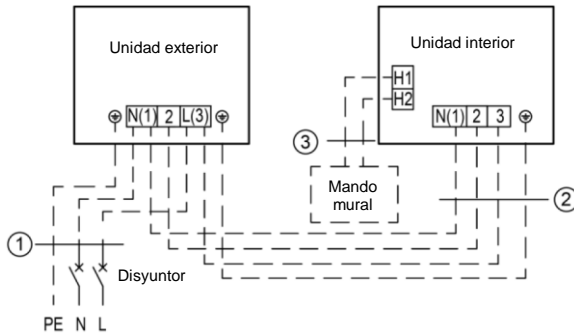 Unidad exterior
Unidad interior
H1
H2
N(1) 2 L(3)
N(1) 2 3
3
Mando
mural
2
1
Disyuntor
PE N L